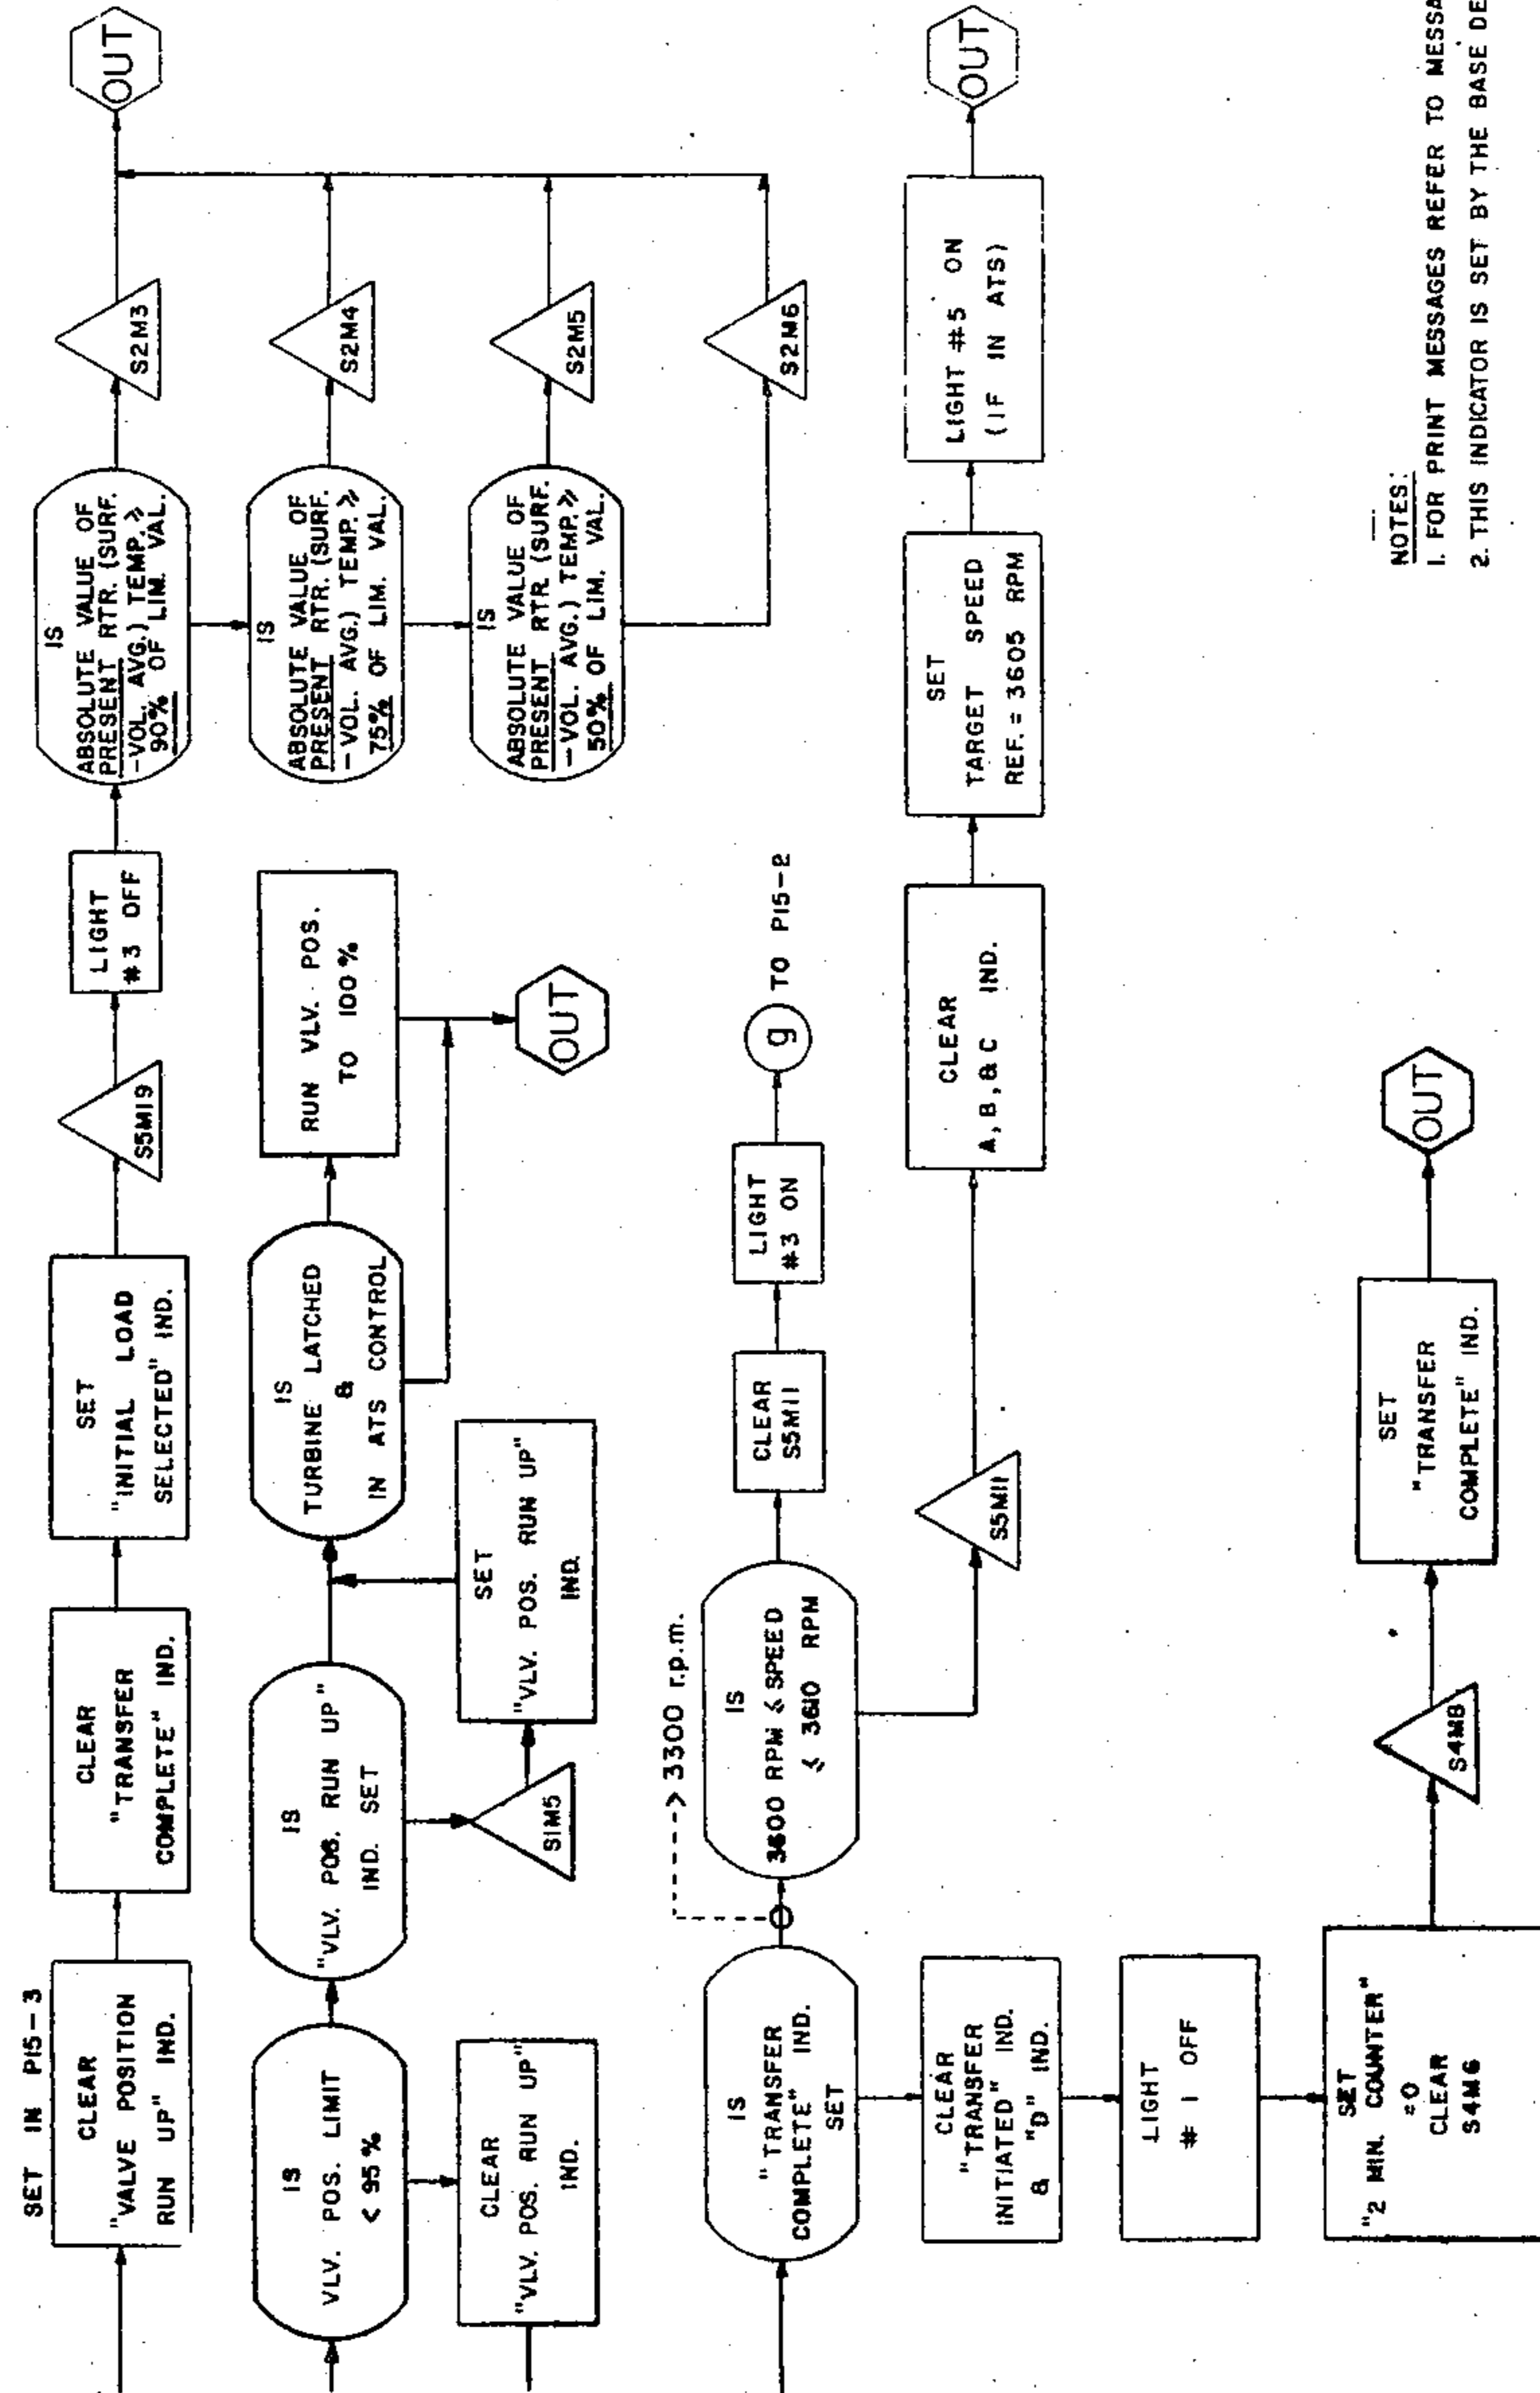 SET IN P15-3
CLEAR
"VALVE POSITION
RUN UP" IND.
CLEAR
"TRANSFER
COMPLETE" IND.
SET
"INITIAL LOAD
SELECTED" IND.
S5M19
LIGHT
#3 OFF
IS
ABSOLUTE VALUE OF
PRESENT RTR. (SURF.
-VOL. AVG.) TEMP. ≥
90% OF LIM. VAL.
S2M3
OUT
IS
ABSOLUTE VALUE OF
PRESENT RTR. (SURF.
-VOL. AVG.) TEMP. ≥
75% OF LIM. VAL.
S2M4
IS
ABSOLUTE VALUE OF
PRESENT RTR. (SURF.
-VOL. AVG.) TEMP. ≥
50% OF LIM. VAL.
S2M5
S2M6
IS
VLV. POS. LIMIT
< 95%
CLEAR
"VLV. POS. RUN UP"
IND.
IS
"VLV. POS. RUN UP"
IND. SET
S1M5
SET
"VLV. POS. RUN UP"
IND.
IS
TURBINE LATCHED
&
IN ATS CONTROL
RUN VLV. POS.
TO 100%
OUT
IS
"TRANSFER
COMPLETE" IND.
SET
-----> 3300 r.p.m.
IS
3600 RPM ≤ SPEED
≤ 3610 RPM
CLEAR
S5M11
LIGHT
#3 ON
g TO P15-2
S5M11
CLEAR
A, B, & C IND.
SET
TARGET SPEED
REF. = 3605 RPM
LIGHT #5 ON
(IF IN ATS)
OUT
CLEAR
"TRANSFER
INITIATED" IND.
& "D" IND.
LIGHT
# 1 OFF
SET
"2 MIN. COUNTER"
=0
CLEAR
S4M6
S4M8
SET
"TRANSFER
COMPLETE" IND.
OUT
NOTES:
1. FOR PRINT MESSAGES REFER TO MESSA
2. THIS INDICATOR IS SET BY THE BASE DE